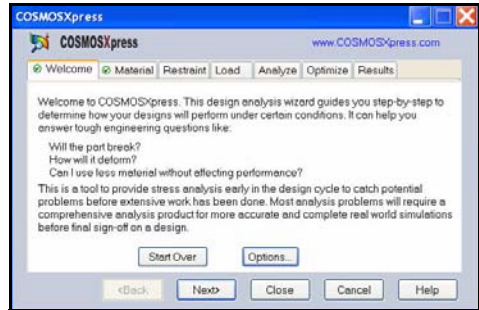 COSMOSXpress
COSMOSXpress www.COSMOSXpress.com
Welcome Material Restraint Load Analyze Optimize Results
Welcome to COSMOSXpress. This design analysis wizard guides you step-by-step to
determine how your designs will perform under certain conditions. It can help you
answer tough engineering questions like:
Will the part break?
How will it deform?
Can I use less material without affecting performance?
This is a tool to provide stress analysis early in the design cycle to catch potential
problems before extensive work has been done. Most analysis problems will require a
comprehensive analysis product for more accurate and complete real world simulations
before final sign-off on a design.
Start Over Options...
<Back Next> Close Cancel Help